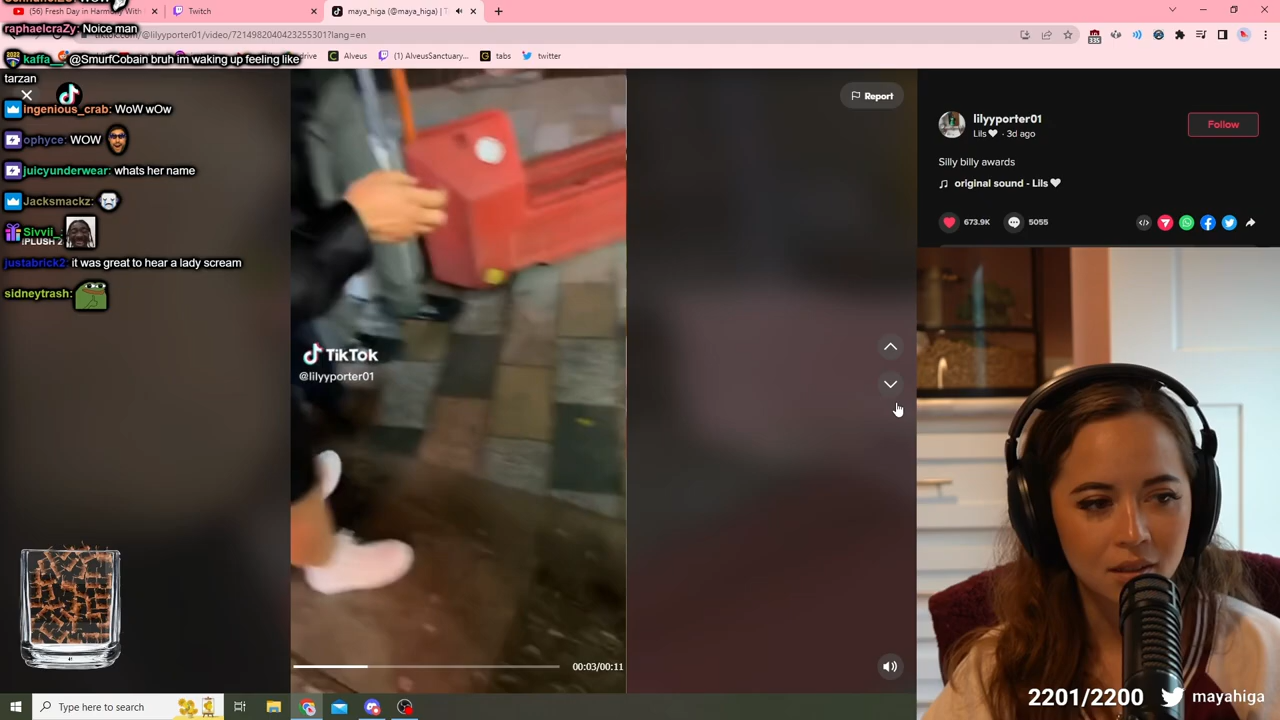 (56) Fresh Day in Harmony With
Twitch
maya_higa (@maya_higa) | T
raphaelcraZy: Noice man
@lilyyporter01/video/7214982040423255301?lang=en
335
kaffa__: @SmurfCobain bruh im waking up feeling like
tarzan
drive
Alveus
(1) AlveusSanctuary...
tabs
twitter
ingenious_crab: WoW wOw
ophyce: WOW
juicyunderwear: whats her name
Jacksmackz:
Sivvii_:
justabrick2: it was great to hear a lady scream
sidneytrash:
TikTok
@lilyyporter01
00:03/00:11
Report
lilyyporter01
Lils · 3d ago
Follow
Silly billy awards
original sound - Lils
673.9K
5055
Type here to search
2201/2200
mayahiga